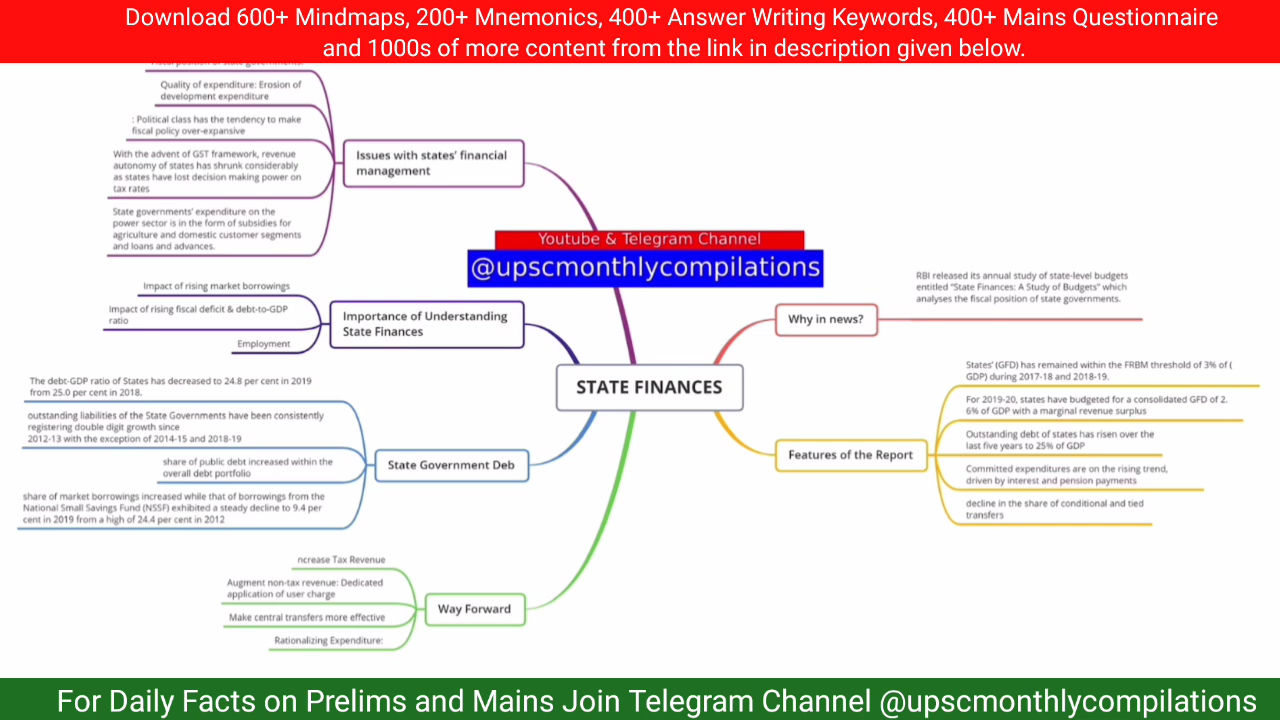 Download 600+ Mindmaps, 200+ Mnemonics, 400+ Answer Writing Keywords, 400+ Mains Questionnaire
and 1000s of more content from the link in description given below.
fiscal position of state governments.
Quality of expenditure: Erosion of
development expenditure
: Political class has the tendency to make
fiscal policy over-expansive
With the advent of GST framework, revenue
autonomy of states has shrunk considerably
as states have lost decision making power on
tax rates
State governments' expenditure on the
power sector is in the form of subsidies for
agriculture and domestic customer segments
and loans and advances.
Issues with states' financial
management
Youtube & Telegram Channel
@upscmonthlycompilations
Impact of rising market borrowings
Impact of rising fiscal deficit & debt-to-GDP
ratio
Employment
Importance of Understanding
State Finances
RBI released its annual study of state-level budgets
entitled "State Finances: A Study of Budgets" which
analyses the fiscal position of state governments.
Why in news?
STATE FINANCES
The debt-GDP ratio of States has decreased to 24.8 per cent in 2019
from 25.0 per cent in 2018.
outstanding liabilities of the State Governments have been consistently
registering double digit growth since
2012-13 with the exception of 2014-15 and 2018-19
share of public debt increased within the
overall debt portfolio
share of market borrowings increased while that of borrowings from the
National Small Savings Fund (NSSF) exhibited a steady decline to 9.4 per
cent in 2019 from a high of 24.4 per cent in 2012
State Government Deb
States' (GFD) has remained within the FRBM threshold of 3% of (
GDP) during 2017-18 and 2018-19.
For 2019-20, states have budgeted for a consolidated GFD of 2.
6% of GDP with a marginal revenue surplus
Outstanding debt of states has risen over the
last five years to 25% of GDP
Committed expenditures are on the rising trend,
driven by interest and pension payments
decline in the share of conditional and tied
transfers
Features of the Report
ncrease Tax Revenue
Augment non-tax revenue: Dedicated
application of user charge
Make central transfers more effective
Rationalizing Expenditure:
Way Forward
For Daily Facts on Prelims and Mains Join Telegram Channel @upscmonthlycompilations